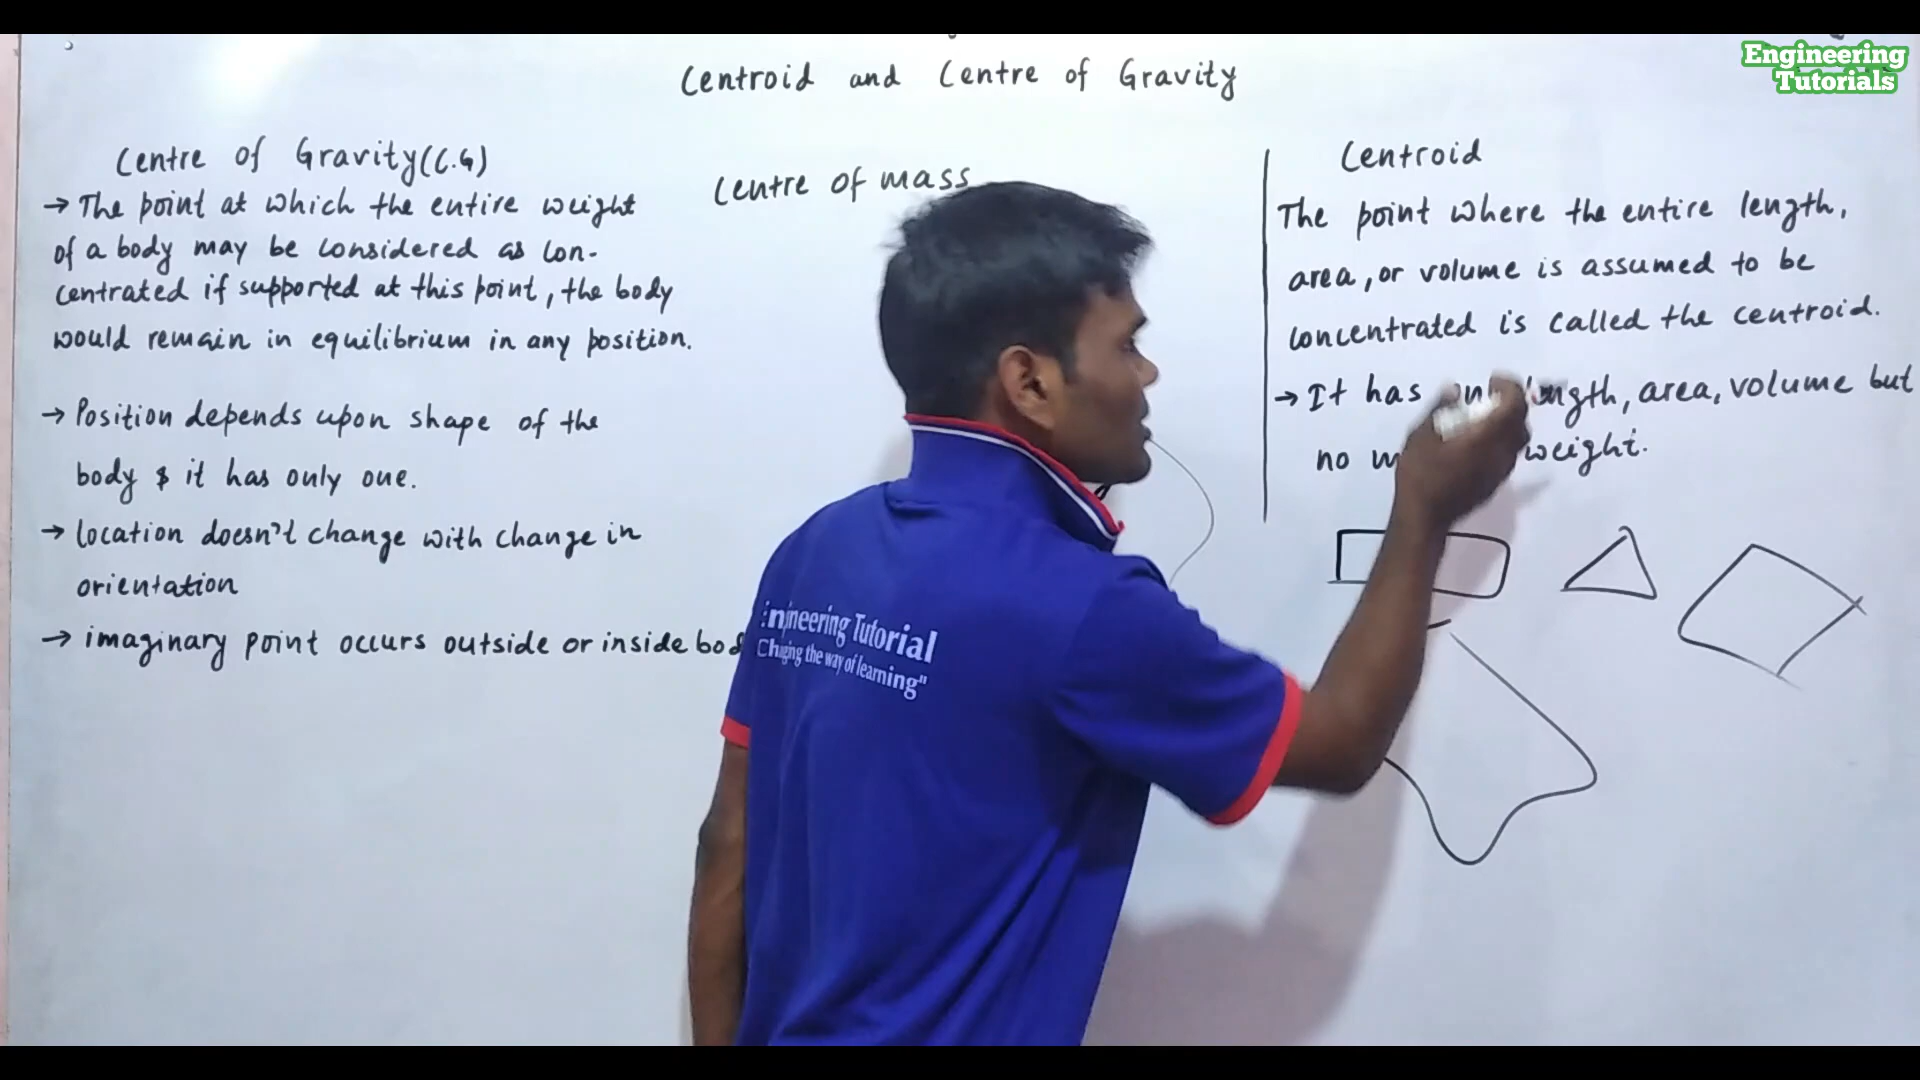 Engineering
Tutorials
Centroid and Centre of Gravity
Centre of Gravity(C.G)
→ The point at which the entire weight
of a body may be considered as con-
centrated if supported at this point, the body
would remain in equilibrium in any position.
→ Position depends upon shape of the
body & it has only one.
→ location doesn't change with change in
orientation
→ imaginary point occurs outside or inside
Centre of mass
Centroid
The point where the entire length,
area, or volume is assumed to be
concentrated is called the centroid.
→ It has length, area, volume but
no weight.
Engineering Tutorial
the way of learning"